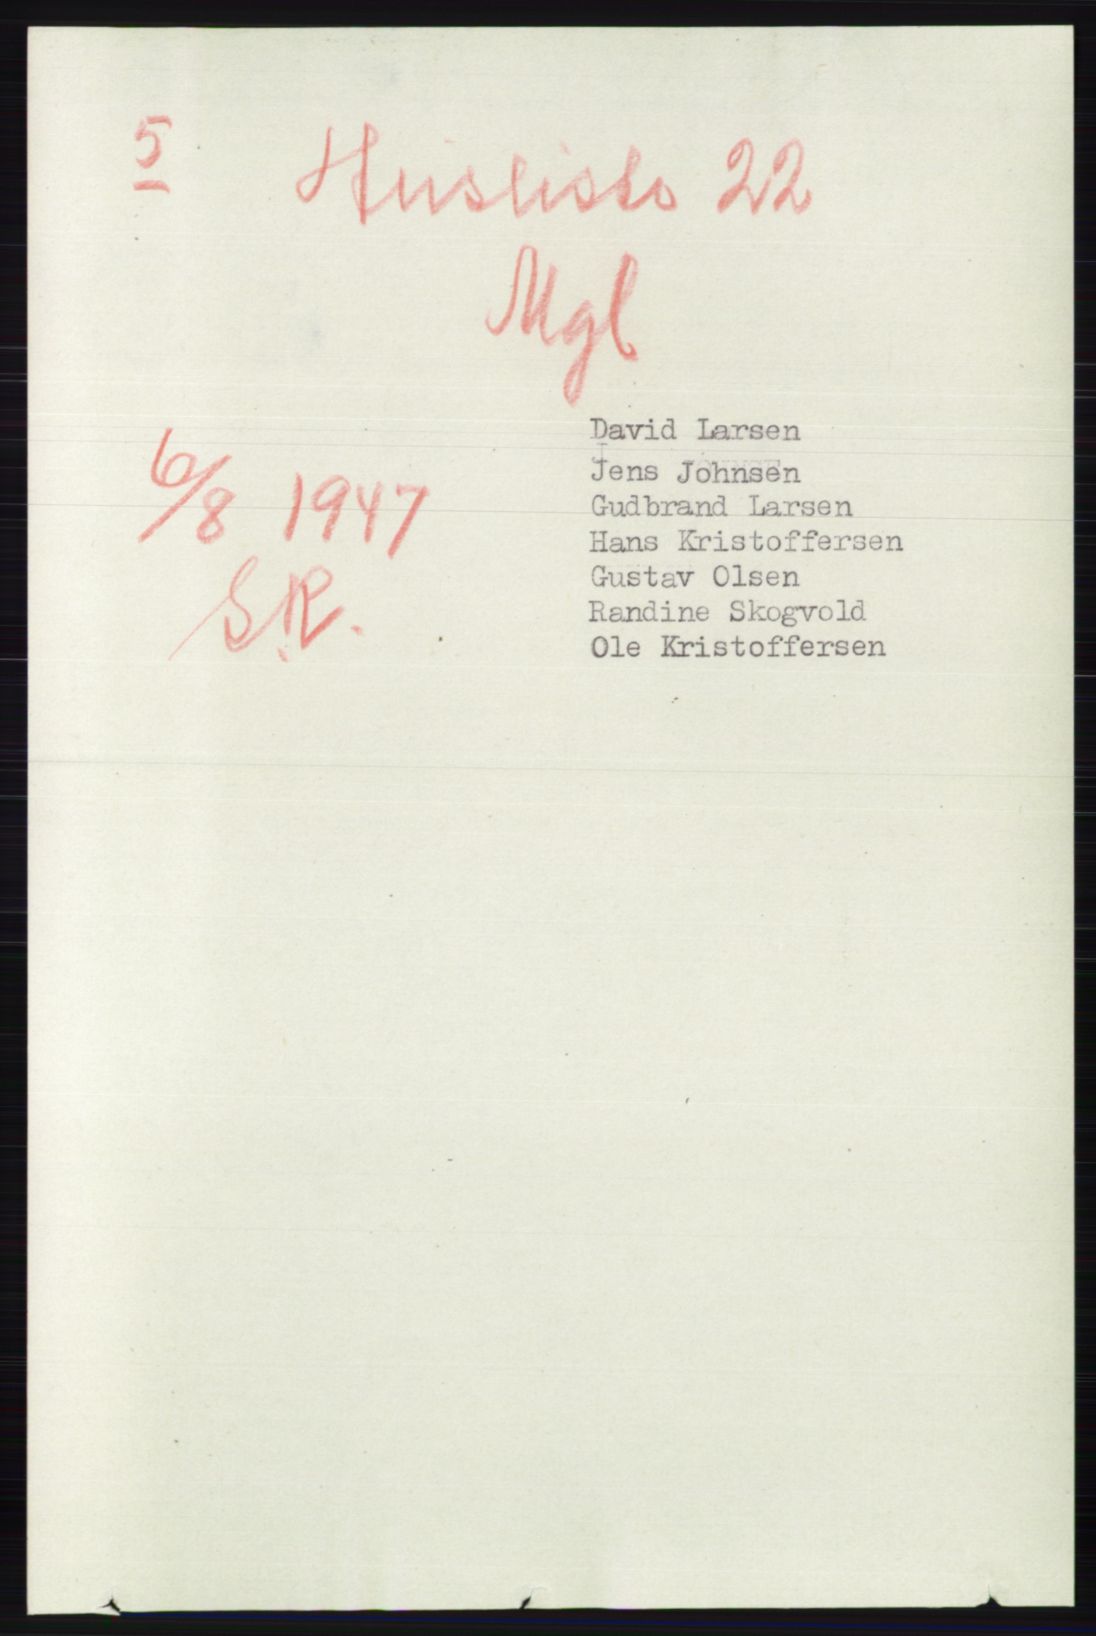 5
Husliste 22
Mgl
6/8 1947
S.R.
David Larsen
Jens Johnsen
Gudbrand Larsen
Hans Kristoffersen
Gustav Olsen
Randine Skogvold
Ole Kristoffersen